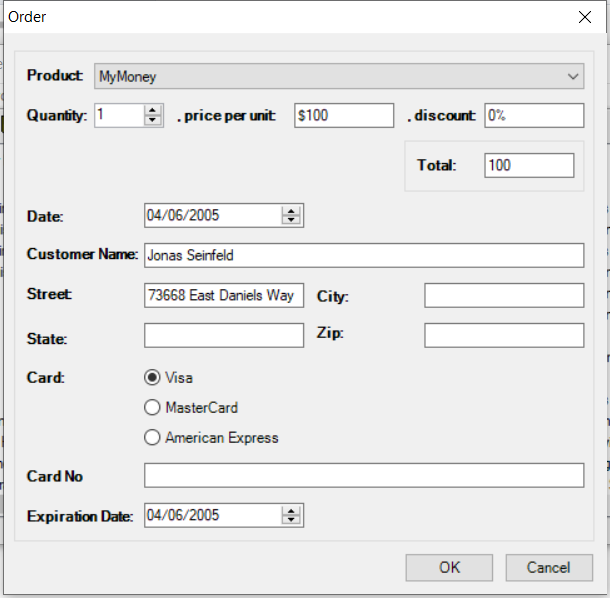 Order
Product: MyMoney
Quantity: 1 , price per unit: $100 , discount: 0%
Total: 100
Date: 04/06/2005
Customer Name: Jonas Seinfeld
Street: 73668 East Daniels Way City:
State: Zip:
Card: Visa
MasterCard
American Express
Card No
Expiration Date: 04/06/2005
OK Cancel